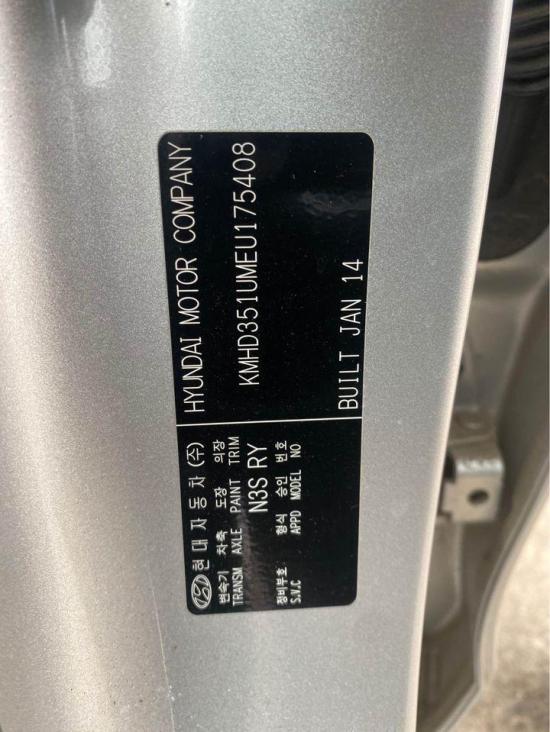 현대자동차 (주) HYUNDAI MOTOR COMPANY
변속기 차축 도장 의장
TRANSM AXLE PAINT TRIM
KMHD351UMEU175408
N3S RY
정비부호 형식 승인 번호
S.V.C APPD MODEL NO
BUILT JAN 14